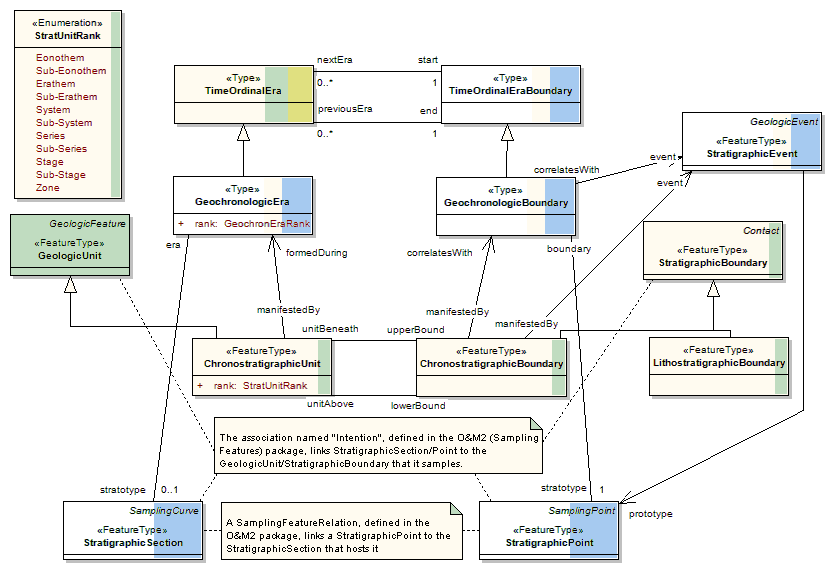 «Enumeration»
StratUnitRank
Eonothem
Sub-Eonothem
Erathem
Sub-Erathem
System
Sub-System
Series
Sub-Series
Stage
Sub-Stage
Zone
«Type»
TimeOrdinalEra
nextEra
start
0..*
1
previousEra
end
0..*
1
«Type»
TimeOrdinalEraBoundary
GeologicEvent
«FeatureType»
StratigraphicEvent
event
event
correlatesWith
«Type»
GeochronologicEra
+ rank: GeochronEraRank
«Type»
GeochronologicBoundary
GeologicFeature
«FeatureType»
GeologicUnit
era
formedDuring
correlatesWith
boundary
Contact
«FeatureType»
StratigraphicBoundary
manifestedBy
manifestedBy
manifestedBy
unitBeneath
upperBound
«FeatureType»
ChronostratigraphicUnit
+ rank: StratUnitRank
«FeatureType»
ChronostratigraphicBoundary
«FeatureType»
LithostratigraphicBoundary
unitAbove
lowerBound
The association named "Intention", defined in the O&M2 (Sampling
Features) package, links StratigraphicSection/Point to the
GeologicUnit/StratigraphicBoundary that it samples.
stratotype
0..1
stratotype
1
prototype
SamplingCurve
«FeatureType»
StratigraphicSection
A SamplingFeatureRelation, defined in the
O&M2 package, links a StratigraphicPoint to the
StratigraphicSection that hosts it
SamplingPoint
«FeatureType»
StratigraphicPoint